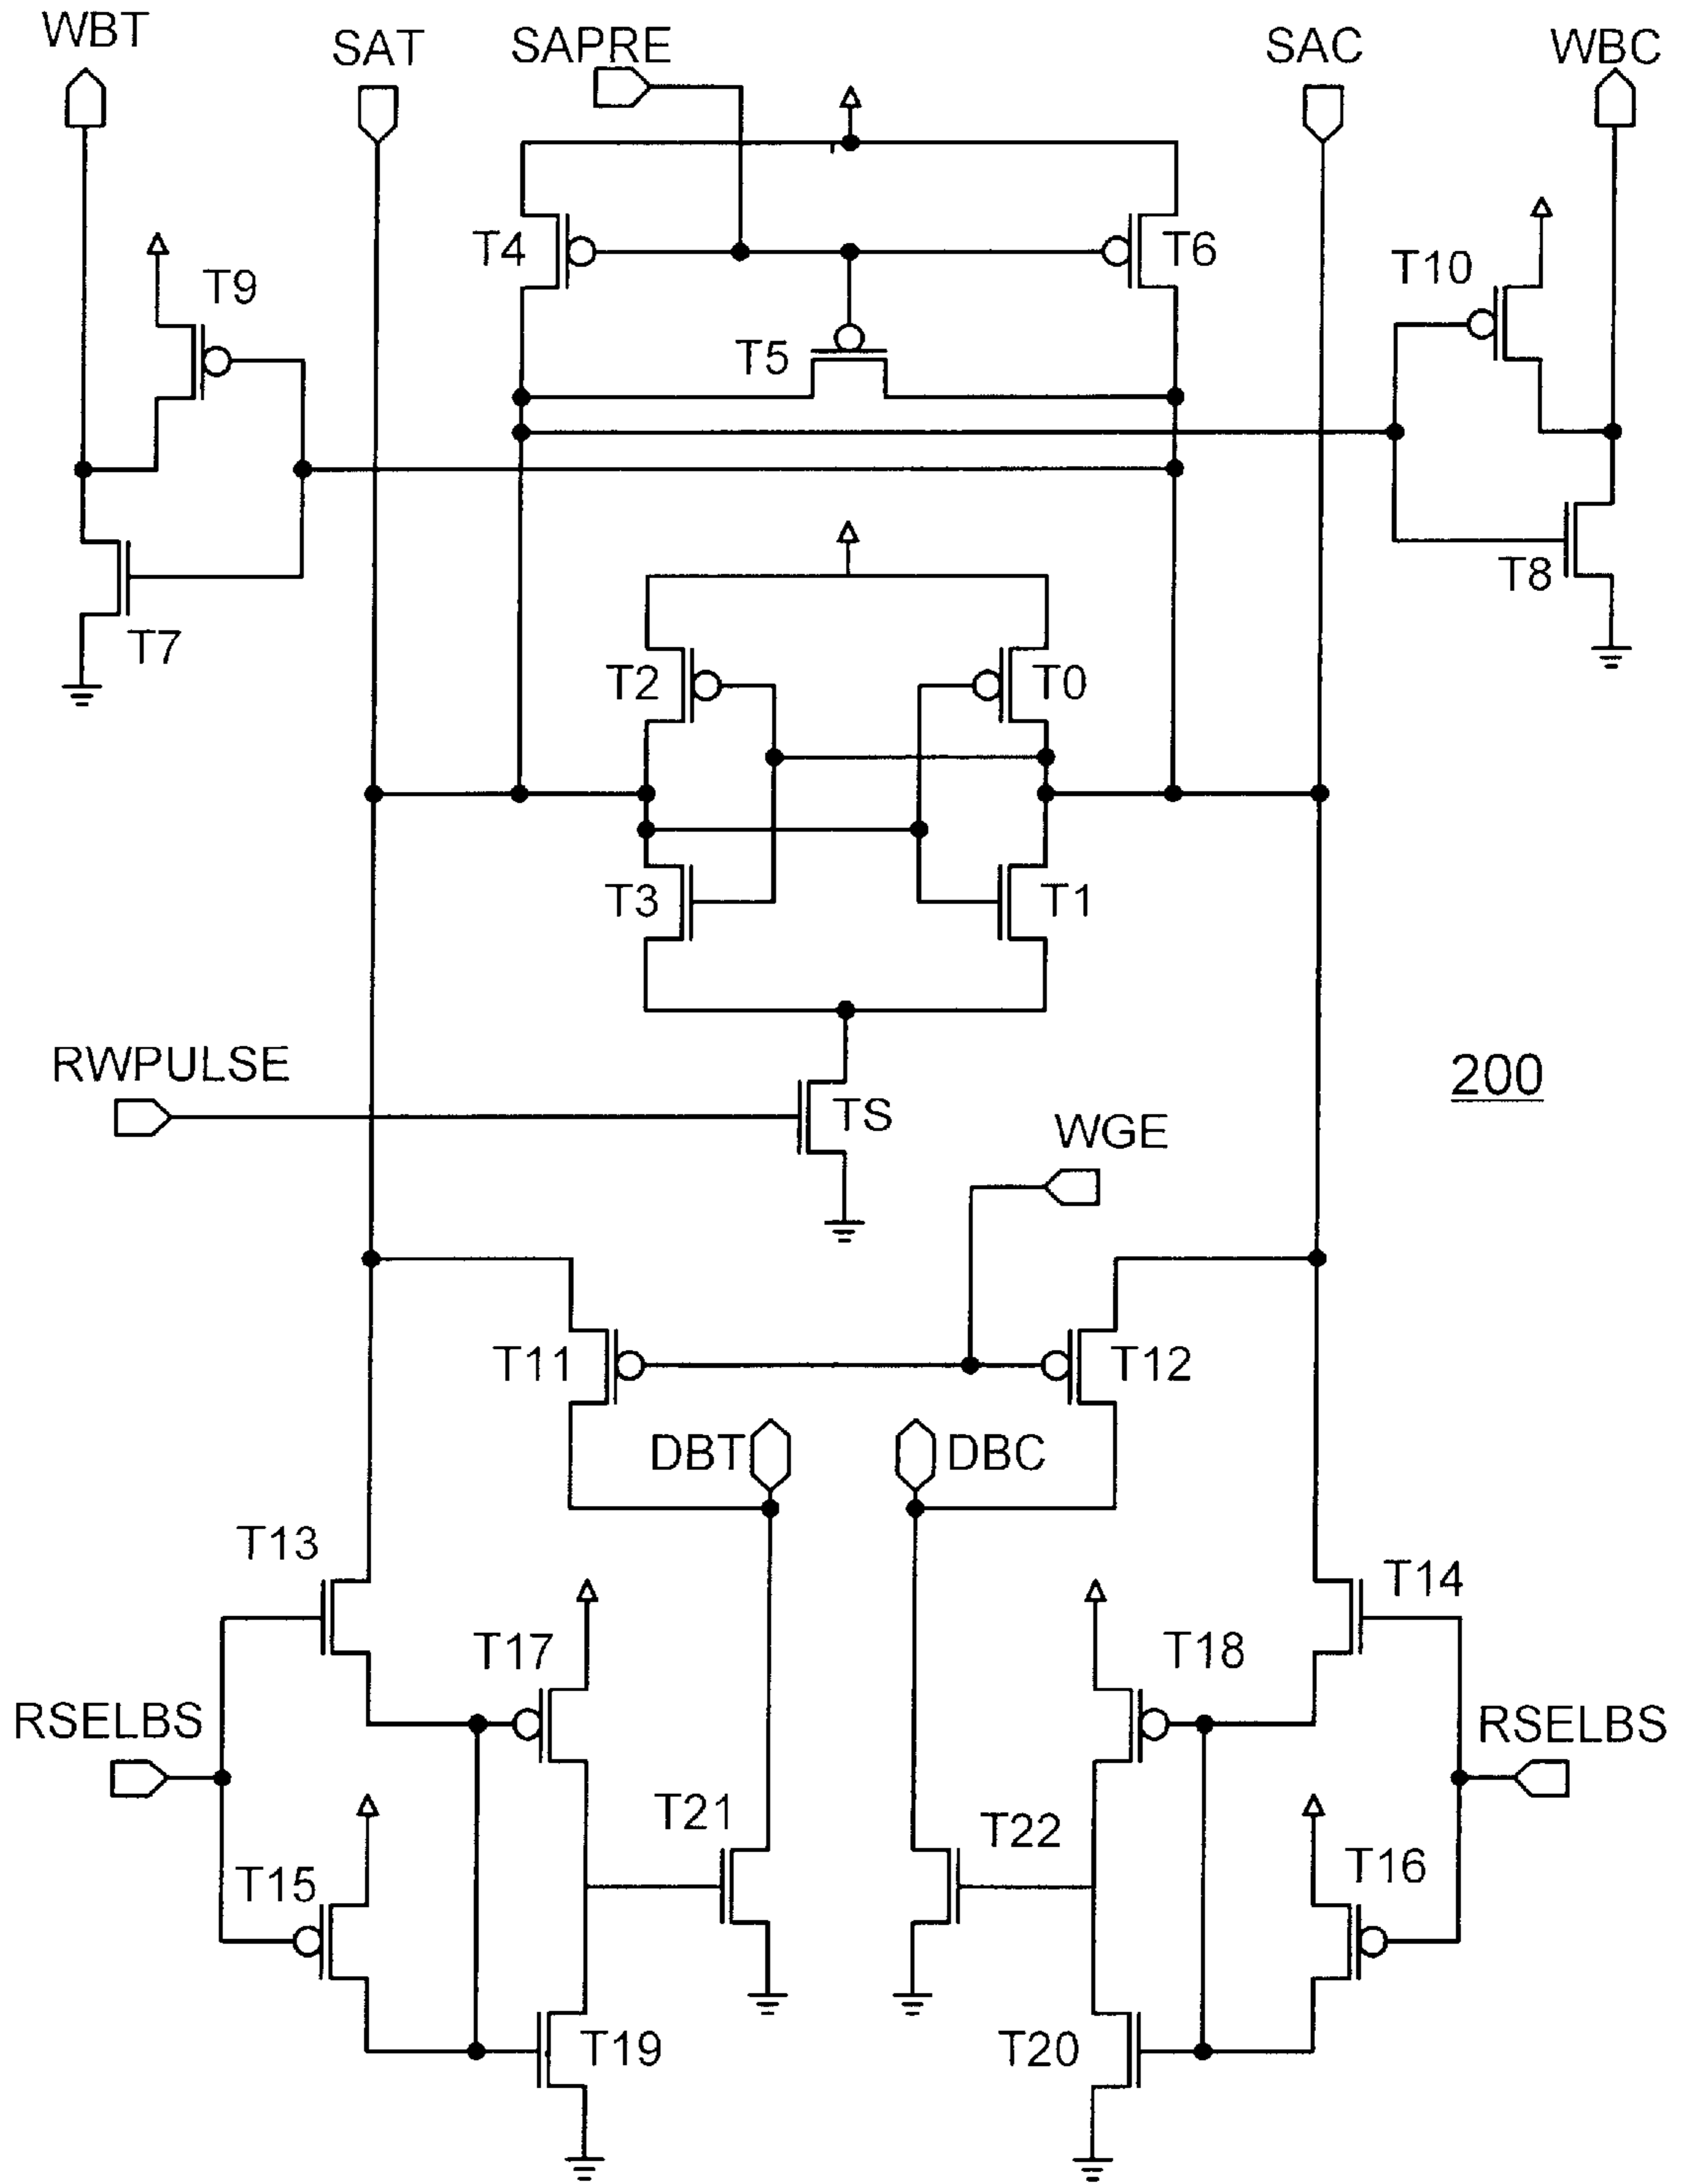 WBT
SAT
SAPRE
SAC
WBC
T4
T6
T10
T9
T5
T8
T7
T2
T0
T3
T1
RWPULSE
TS
200
WGE
T11
T12
DBT
DBC
T13
T14
T17
T18
RSELBS
RSELBS
T21
T22
T15
T16
T19
T20